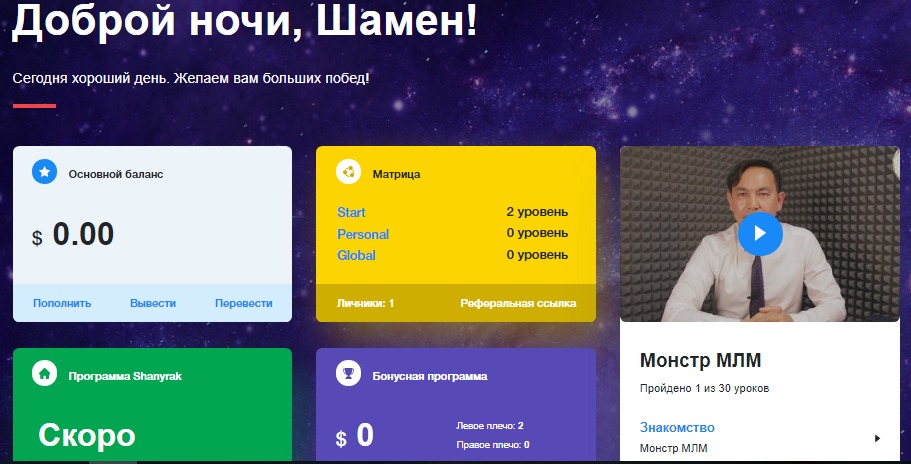 Доброй ночи, Шамен!
Сегодня хороший день. Желаем вам больших побед!
Основной баланс
$ 0.00
Пополнить Вывести Перевести
Матрица
Start 2 уровень
Personal 0 уровень
Global 0 уровень
Личники: 1 Реферальная ссылка
Программа Shanyrak
Скоро
Бонусная программа
$ 0
Левое плечо: 2
Правое плечо: 0
Монстр МЛМ
Пройдено 1 из 30 уроков
Знакомство
Монстр МЛМ